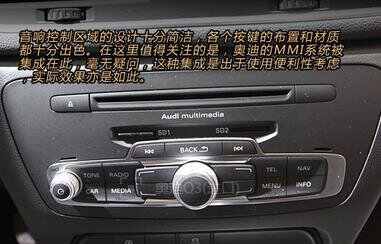 音响控制区域的设计十分简洁，各个按键的布置和材质
都十分出色。在这里值得关注的是，奥迪的MMI系统被
集成在此，毫无疑问，这种集成是出于使用便利性考虑
，实际效果亦是如此。
Audi multimedia
SD1 SD2
BACK
TONE RADIO TEL NAV
CAR MEDIA MENU INFO